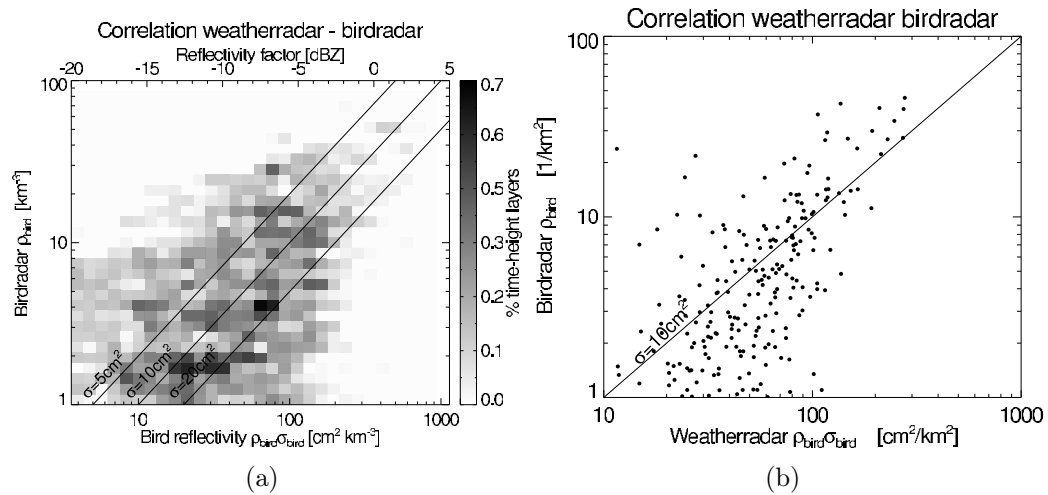 Correlation weatherradar - birdradar
Reflectivity factor [dBZ]
-20 -15 -10 -5 0 5
100
10
1
Birdradar ρbird [km-3]
σ=5cm2
σ=10cm2
σ=20cm2
10 100 1000
Bird reflectivity ρbirdσbird [cm2 km-3]
0.7
0.6
0.5
0.3
0.2
0.1
0.0
% time-height layers
(a)
Correlation weatherradar birdradar
100
10
1
Birdradar ρbird [1/km2]
σ=10cm2
10 100 1000
Weatherradar ρbirdσbird [cm2/km2]
(b)